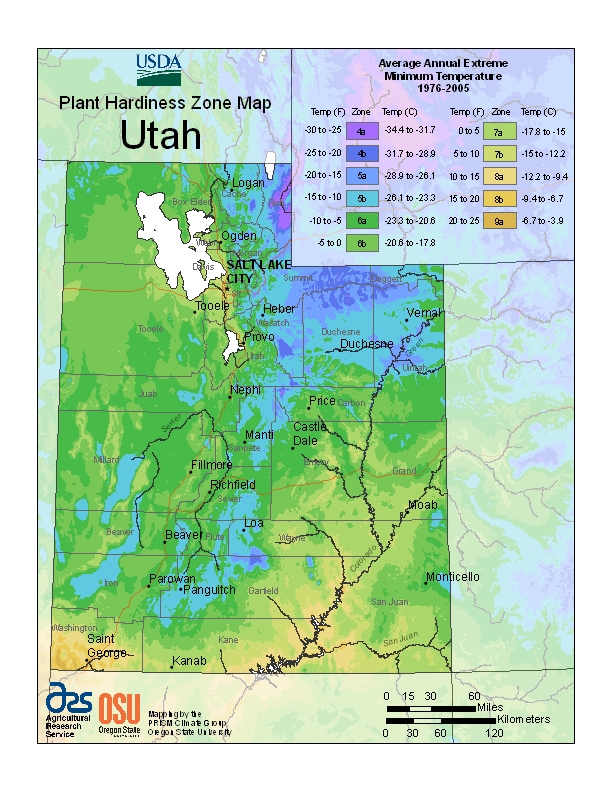 USDA
Plant Hardiness Zone Map
Utah
Average Annual Extreme
Minimum Temperature
1976-2005
Temp (F) Zone Temp (C) Temp (F) Zone Temp (C)
-30 to -25 4a -34.4 to -31.7 0 to 5 7a -17.8 to -15
-25 to -20 4b -31.7 to -28.9 5 to 10 7b -15 to -12.2
-20 to -15 5a -28.9 to -26.1 10 to 15 8a -12.2 to -9.4
-15 to -10 5b -26.1 to -23.3 15 to 20 8b -9.4 to -6.7
-10 to -5 6a -23.3 to -20.6 20 to 25 9a -6.7 to -3.9
-5 to 0 6b -20.6 to -17.8
Logan
Cache
Rich
Box Elder
Ogden
Weber
Morgan
Davis
SALT LAKE
CITY
Summit
Daggett
Tooele
Heber
Wasatch
Vernal
Tooele
Provo
Duchesne
Duchesne
Green
Utah
Uintah
Juab
Nephi
Price
Carbon
Sevier
Castle
Dale
Manti
Sanpete
Millard
Fillmore
Emery
Grand
Richfield
Sevier
Moab
Loa
Beaver
Beaver
Piute
Wayne
Colorado
Iron
Parowan
Panguitch
Garfield
Monticello
San Juan
Washington
Saint
George
Kane
San Juan
Kanab
ars
Agricultural
Research
Service
OSU
Oregon State
Mapping by the
PRISM Climate Group,
Oregon State University
0 15 30 60
Miles
Kilometers
0 30 60 120